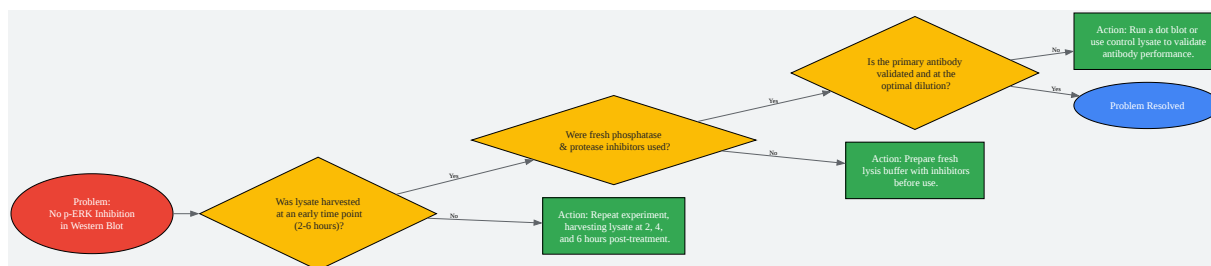 Problem:
No p-ERK Inhibition
in Western Blot
Was lysate harvested
at an early time point
(2-6 hours)?
Yes
No
Action: Repeat experiment,
harvesting lysate at 2, 4,
and 6 hours post-treatment.
Were fresh phosphatase
& protease inhibitors used?
Yes
No
Action: Prepare fresh
lysis buffer with inhibitors
before use.
Is the primary antibody
validated and at the
optimal dilution?
No
Yes
Action: Run a dot blot or
use control lysate to validate
antibody performance.
Problem Resolved